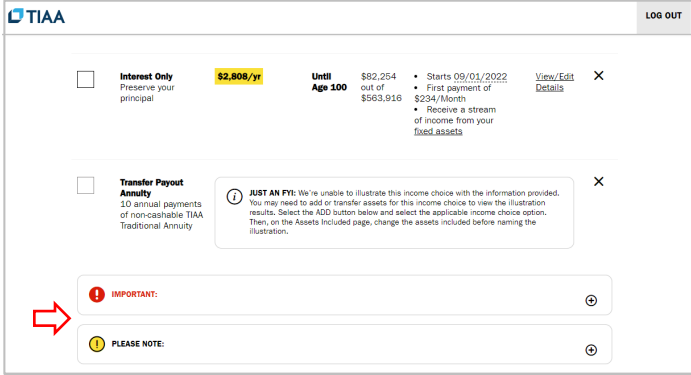 TIAA
LOG OUT
Interest Only
Preserve your
principal
$2,808/yr
Until
Age 100
$82,254
out of
$563,916
• Starts 09/01/2022
• First payment of
$234/Month
• Receive a stream
of income from your
fixed assets
View/Edit
Details
Transfer Payout
Annuity
10 annual payments
of non-cashable TIAA
Traditional Annuity
JUST AN FYI: We're unable to illustrate this income choice with the information provided.
You may need to add or transfer assets for this income choice to view the illustration
results. Select the ADD button below and select the applicable income choice option.
Then, on the Assets Included page, change the assets included before naming the
illustration.
IMPORTANT:
PLEASE NOTE: